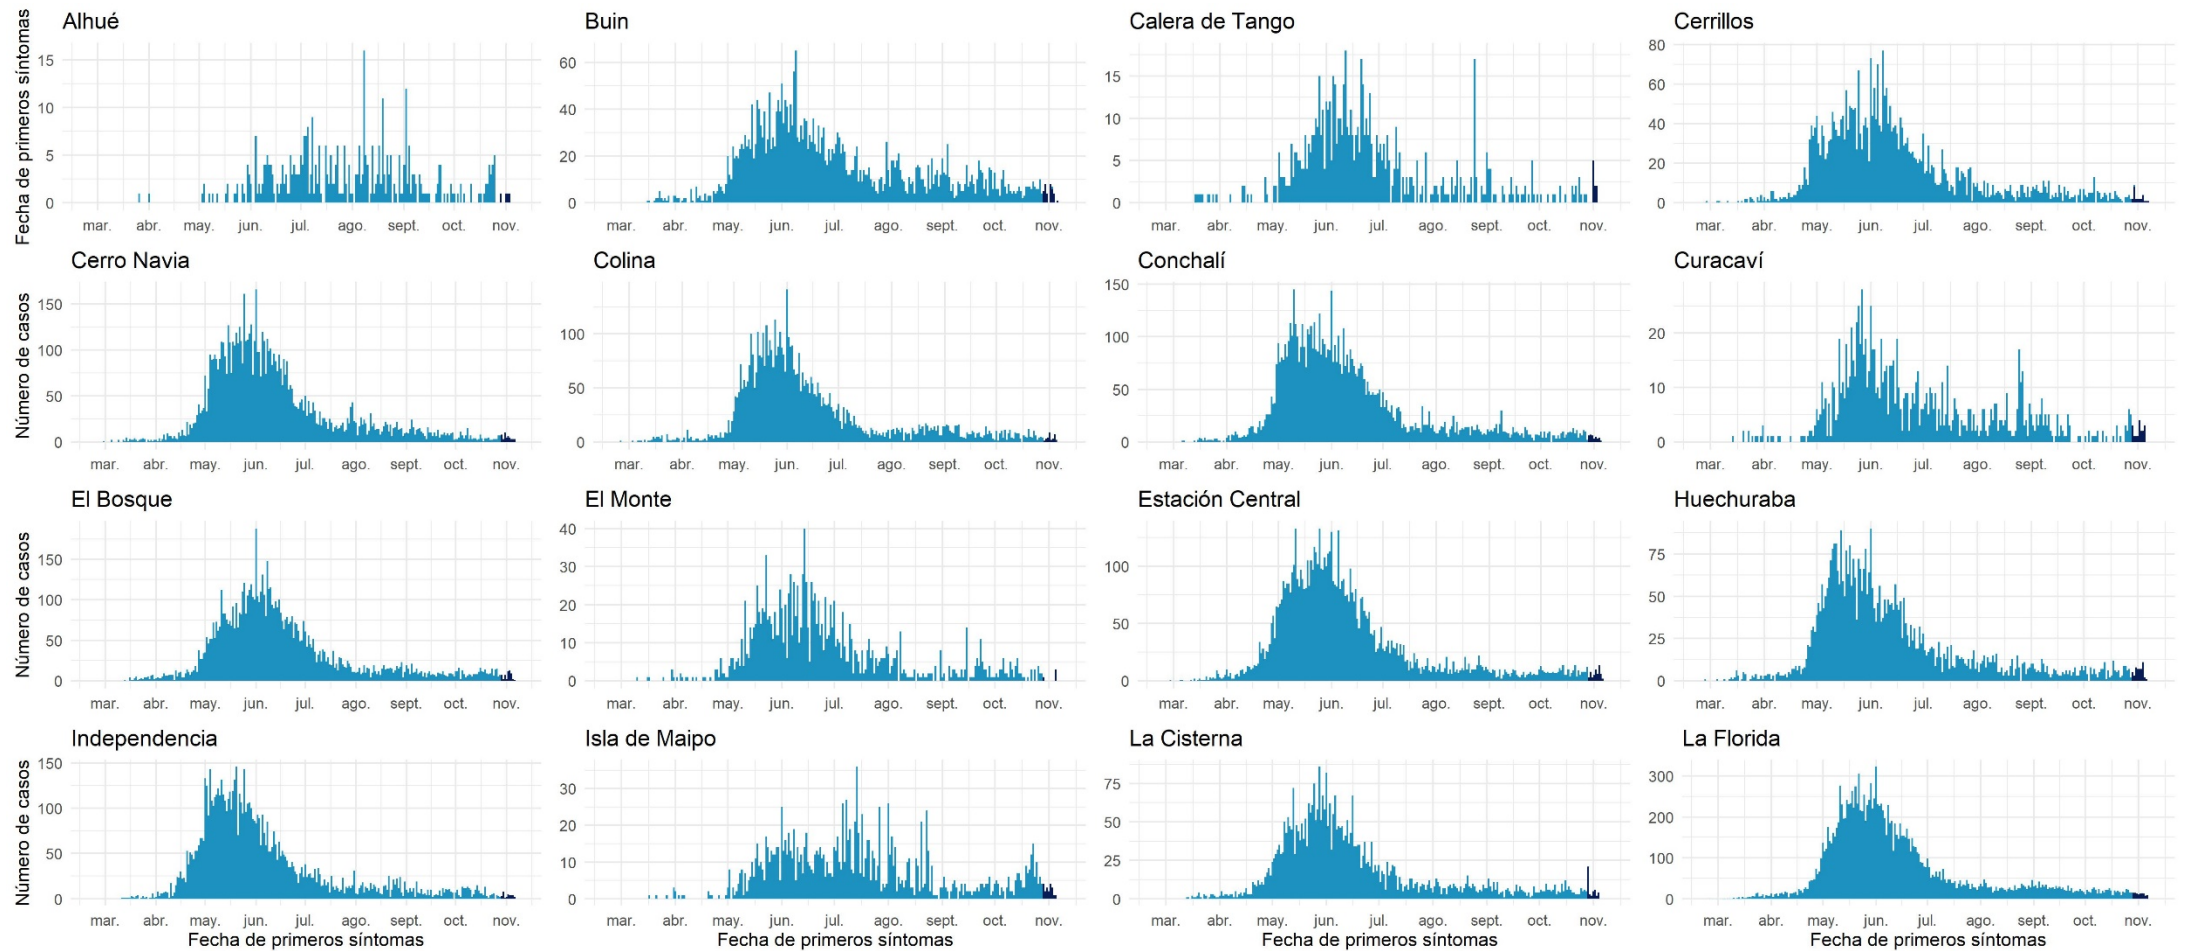 Alhué Buin Calera de Tango Cerrillos
Fecha de primeros síntomas
15 10 5 0
60 40 20 0
15 10 5 0
80 60 40 20 0
mar. abr. may. jun. jul. ago. sept. oct. nov.
mar. abr. may. jun. jul. ago. sept. oct. nov.
mar. abr. may. jun. jul. ago. sept. oct. nov.
mar. abr. may. jun. jul. ago. sept. oct. nov.
Cerro Navia Colina Conchalí Curacaví
Número de casos
150 100 50 0
100 50 0
150 100 50 0
20 10 0
mar. abr. may. jun. jul. ago. sept. oct. nov.
mar. abr. may. jun. jul. ago. sept. oct. nov.
mar. abr. may. jun. jul. ago. sept. oct. nov.
mar. abr. may. jun. jul. ago. sept. oct. nov.
El Bosque El Monte Estación Central Huechuraba
Número de casos
150 100 50 0
40 30 20 10 0
100 50 0
75 50 25 0
mar. abr. may. jun. jul. ago. sept. oct. nov.
mar. abr. may. jun. jul. ago. sept. oct. nov.
mar. abr. may. jun. jul. ago. sept. oct. nov.
mar. abr. may. jun. jul. ago. sept. oct. nov.
Independencia Isla de Maipo La Cisterna La Florida
Número de casos
150 100 50 0
30 20 10 0
75 50 25 0
300 200 100 0
mar. abr. may. jun. jul. ago. sept. oct. nov.
mar. abr. may. jun. jul. ago. sept. oct. nov.
mar. abr. may. jun. jul. ago. sept. oct. nov.
mar. abr. may. jun. jul. ago. sept. oct. nov.
Fecha de primeros síntomas Fecha de primeros síntomas Fecha de primeros síntomas Fecha de primeros síntomas